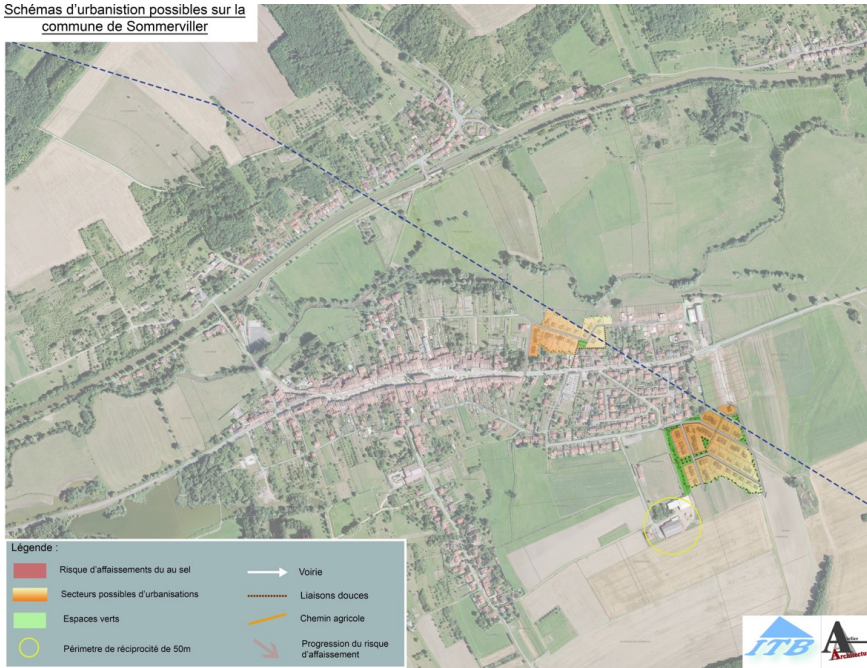 Schémas d'urbanistion possibles sur la
commune de Sommerviller
Légende :
Risque d'affaissements du au sel
Voirie
Secteurs possibles d'urbanisations
Liaisons douces
Espaces verts
Chemin agricole
Périmetre de réciprocité de 50m
Progression du risque
d'affaissement
ITB